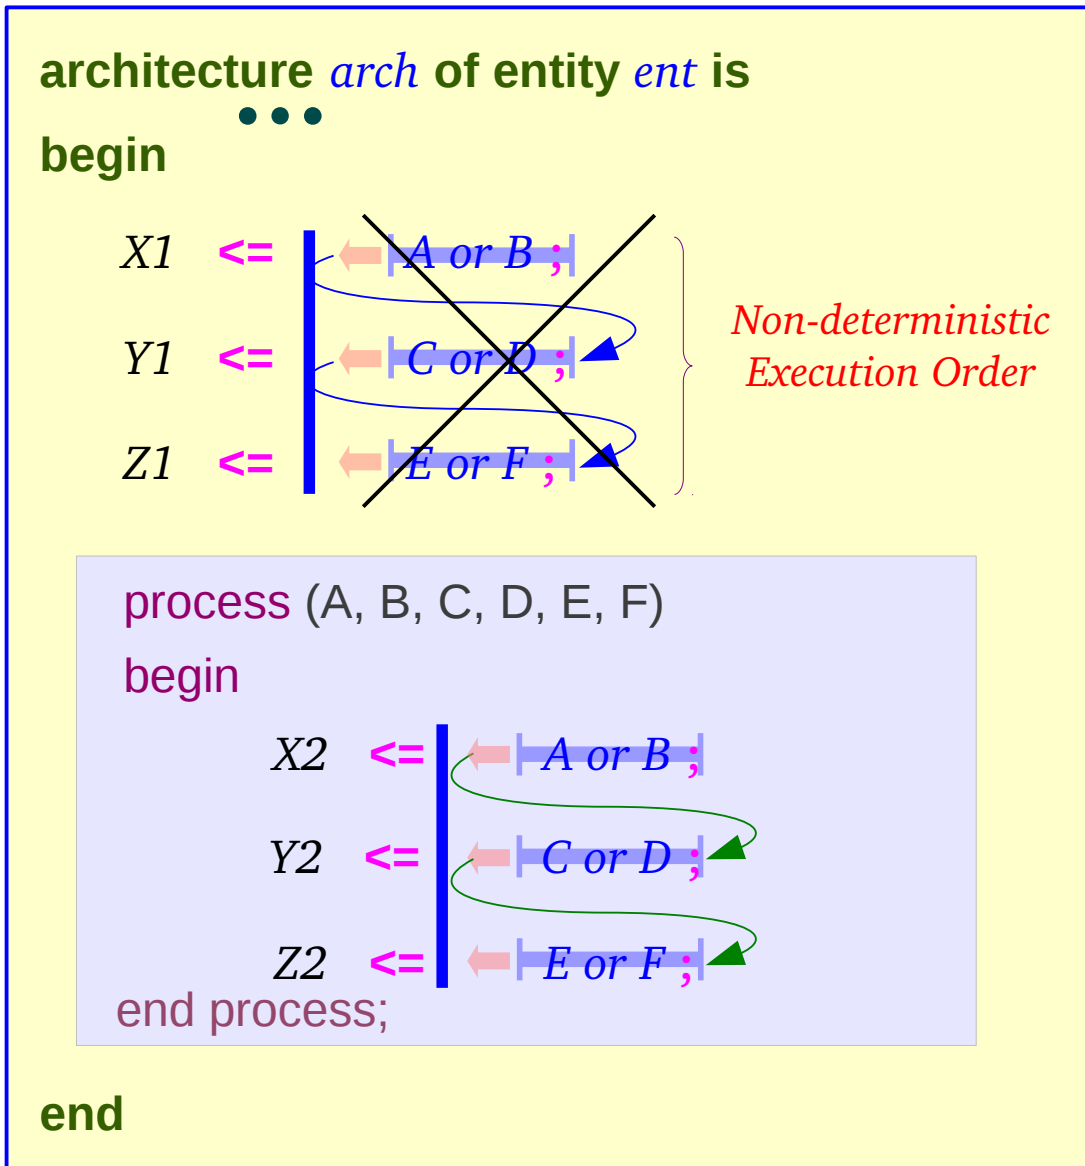 architecture arch of entity ent is
● ● ●
begin
X1 <= A or B ;
Y1 <= C or D ;
Z1 <= E or F ;
Non-deterministic
Execution Order
process (A, B, C, D, E, F)
begin
X2 <= A or B ;
Y2 <= C or D ;
Z2 <= E or F ;
end process;
end